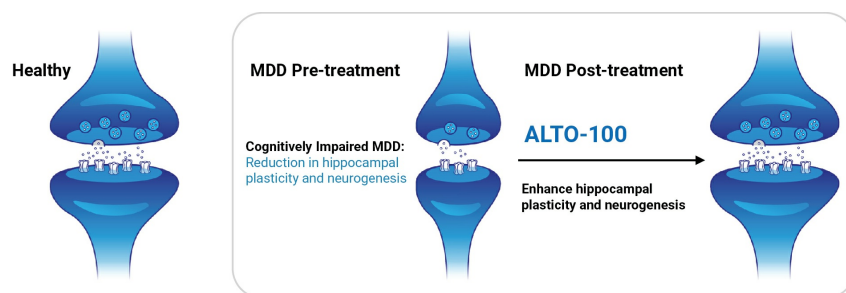 Healthy
MDD Pre-treatment
Cognitively Impaired MDD:
Reduction in hippocampal
plasticity and neurogenesis
MDD Post-treatment
ALTO-100
Enhance hippocampal
plasticity and neurogenesis